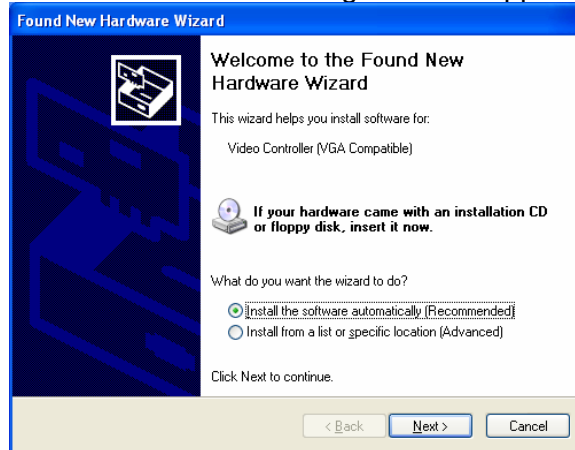 Found New Hardware Wizard
Welcome to the Found New
Hardware Wizard
This wizard helps you install software for:
Video Controller (VGA Compatible)
If your hardware came with an installation CD
or floppy disk, insert it now.
What do you want the wizard to do?
Install the software automatically (Recommended)
Install from a list or specific location (Advanced)
Click Next to continue.
< Back Next > Cancel